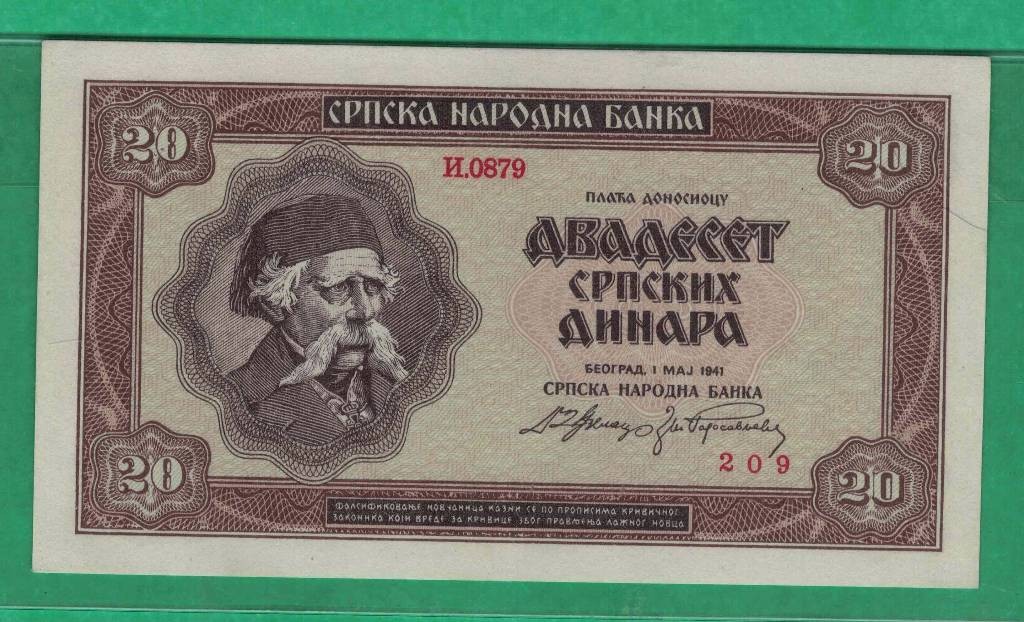 СРПСКА НАРОДНА БАНКА
20
20
И.0879
ПЛАЋА ДОНОСИОЦУ
ДВАДЕСЕТ
СРПСКИХ
ДИНАРА
БЕОГРАД, 1 МАЈ 1941
СРПСКА НАРОДНА БАНКА
209
20
20
ФАЛСИФИКОВАЊЕ НОВЧАНИЦА КАЗНИ СЕ ПО ПРОПИСИМА КРИВИЧНОГ
ЗАКОНИКА КОЈИ ВРЕДЕ ЗА КРИВИЦЕ ЗБОГ ПРАВЉЕЊА ЛАЖНОГ НОВЦА